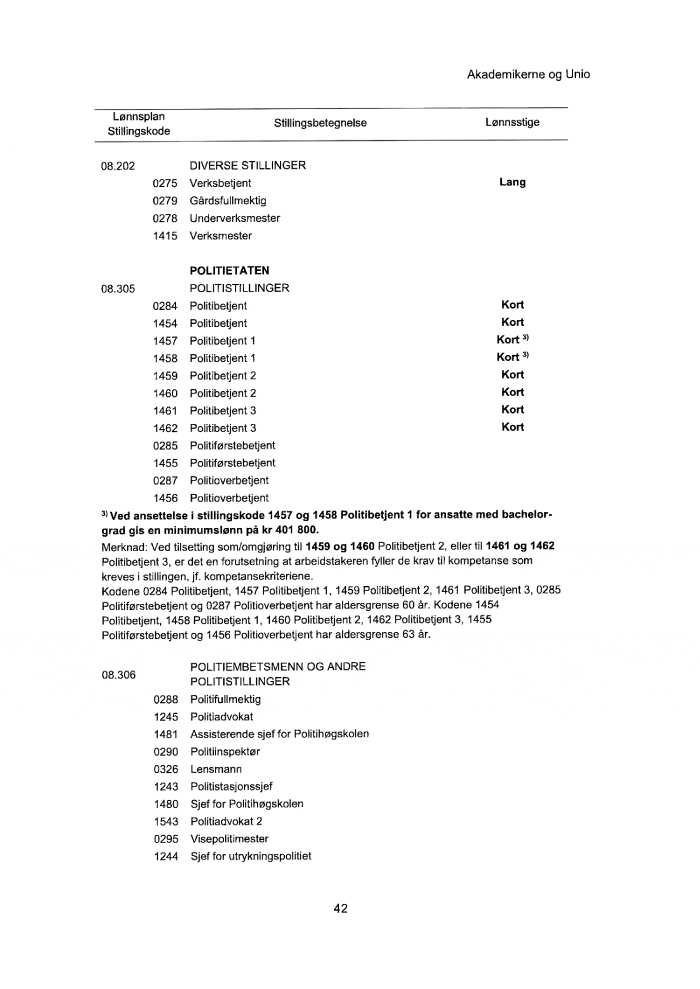 Akademikerne og Unio
Lønnsplan
Stillingskode
Stillingsbetegnelse
Lønnsstige
08.202 DIVERSE STILLINGER
0275 Verksbetjent Lang
0279 Gårdsfullmektig
0278 Underverksmester
1415 Verksmester
POLITIETATEN
08.305 POLITISTILLINGER
0284 Politibetjent Kort
1454 Politibetjent Kort
1457 Politibetjent 1 Kort 3)
1458 Politibetjent 1 Kort 3)
1459 Politibetjent 2 Kort
1460 Politibetjent 2 Kort
1461 Politibetjent 3 Kort
1462 Politibetjent 3 Kort
0285 Politiførstebetjent
1455 Politiførstebetjent
0287 Politioverbetjent
1456 Politioverbetjent
3) Ved ansettelse i stillingskode 1457 og 1458 Politibetjent 1 for ansatte med bachelor-
grad gis en minimumslønn på kr 401 800.
Merknad: Ved tilsetting som/omgjøring til 1459 og 1460 Politibetjent 2, eller til 1461 og 1462
Politibetjent 3, er det en forutsetning at arbeidstakeren fyller de krav til kompetanse som
kreves i stillingen, jf. kompetansekriteriene.
Kodene 0284 Politibetjent, 1457 Politibetjent 1, 1459 Politibetjent 2, 1461 Politibetjent 3, 0285
Politiførstebetjent og 0287 Politioverbetjent har aldersgrense 60 år. Kodene 1454
Politibetjent, 1458 Politibetjent 1, 1460 Politibetjent 2, 1462 Politibetjent 3, 1455
Politiførstebetjent og 1456 Politioverbetjent har aldersgrense 63 år.
08.306 POLITIEMBETSMENN OG ANDRE
POLITISTILLINGER
0288 Politifullmektig
1245 Politiadvokat
1481 Assisterende sjef for Politihøgskolen
0290 Politiinspektør
0326 Lensmann
1243 Politistasjonssjef
1480 Sjef for Politihøgskolen
1543 Politiadvokat 2
0295 Visepolitimester
1244 Sjef for utrykningspolitiet
42